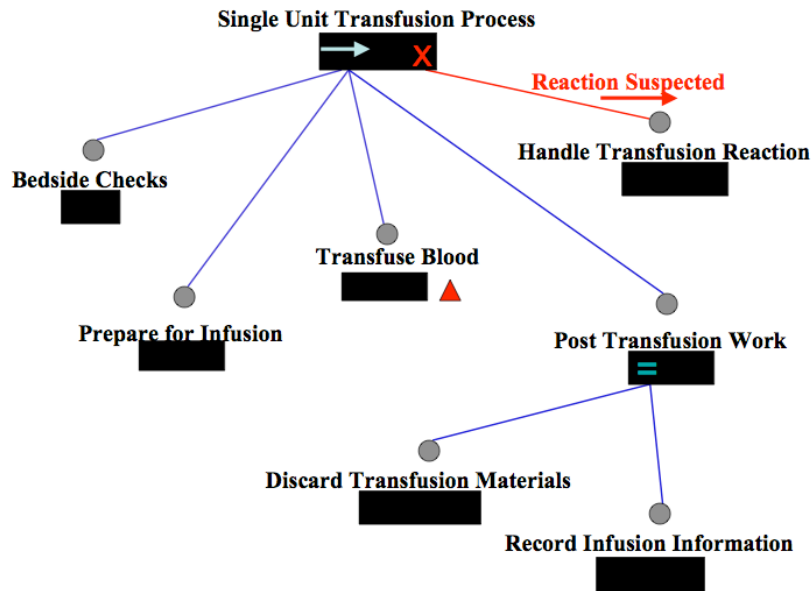 Single Unit Transfusion Process
X
Reaction Suspected
Handle Transfusion Reaction
Bedside Checks
Transfuse Blood
Prepare for Infusion
Post Transfusion Work
=
Discard Transfusion Materials
Record Infusion Information